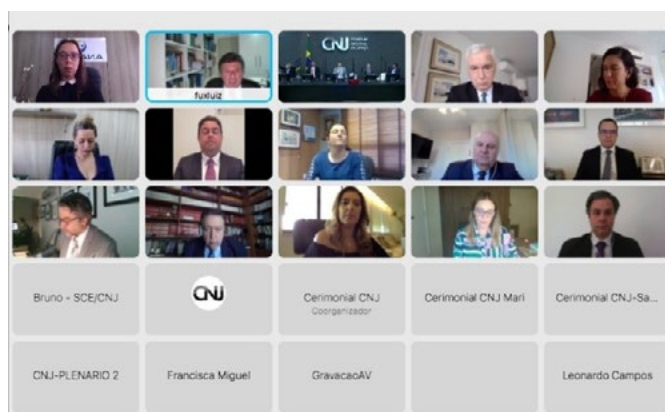 fuxluiz
CNJ
Bruno - SCE/CNJ
CNJ
Cerimonial CNJ
Coorganizador
Cerimonial CNJ Mari
Cerimonial CNJ-Sa...
CNJ-PLENARIO 2
Francisca Miguel
GravacaoAV
Leonardo Campos